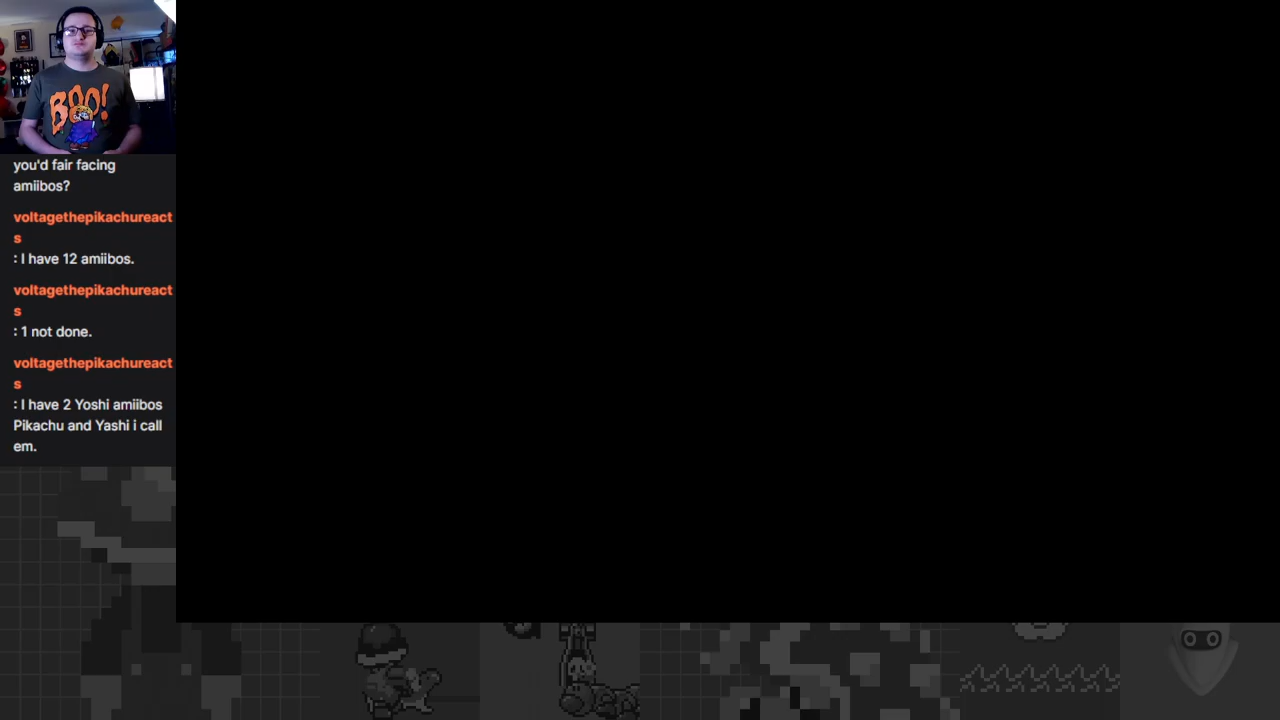 BOO!
you'd fair facing
amiibos?
voltagethepikachureact
s
: I have 12 amiibos.
voltagethepikachureact
s
: 1 not done.
voltagethepikachureact
s
: I have 2 Yoshi amiibos
Pikachu and Yashi i call
em.